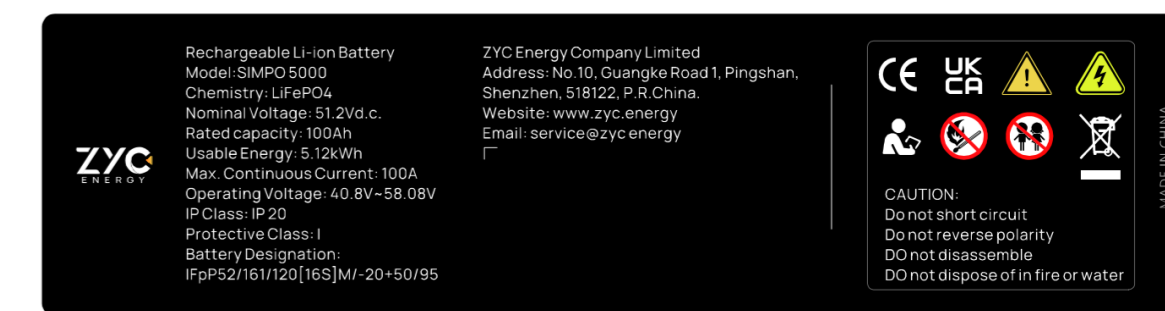 ZYC
ENERGY
Rechargeable Li-ion Battery
Model:SIMPO 5000
Chemistry: LiFePO4
Nominal Voltage: 51.2Vd.c.
Rated capacity: 100Ah
Usable Energy: 5.12kWh
Max. Continuous Current: 100A
Operating Voltage: 40.8V~58.08V
IP Class: IP 20
Protective Class: I
Battery Designation:
IFpP52/161/120[16S]M/-20+50/95
ZYC Energy Company Limited
Address: No.10, Guangke Road 1, Pingshan,
Shenzhen, 518122, P.R.China.
Website: www.zyc.energy
Email: service@zyc energy
CE
UK
CA
CAUTION:
Do not short circuit
Do not reverse polarity
DO not disassemble
DO not dispose of in fire or water
MADE IN CHINA